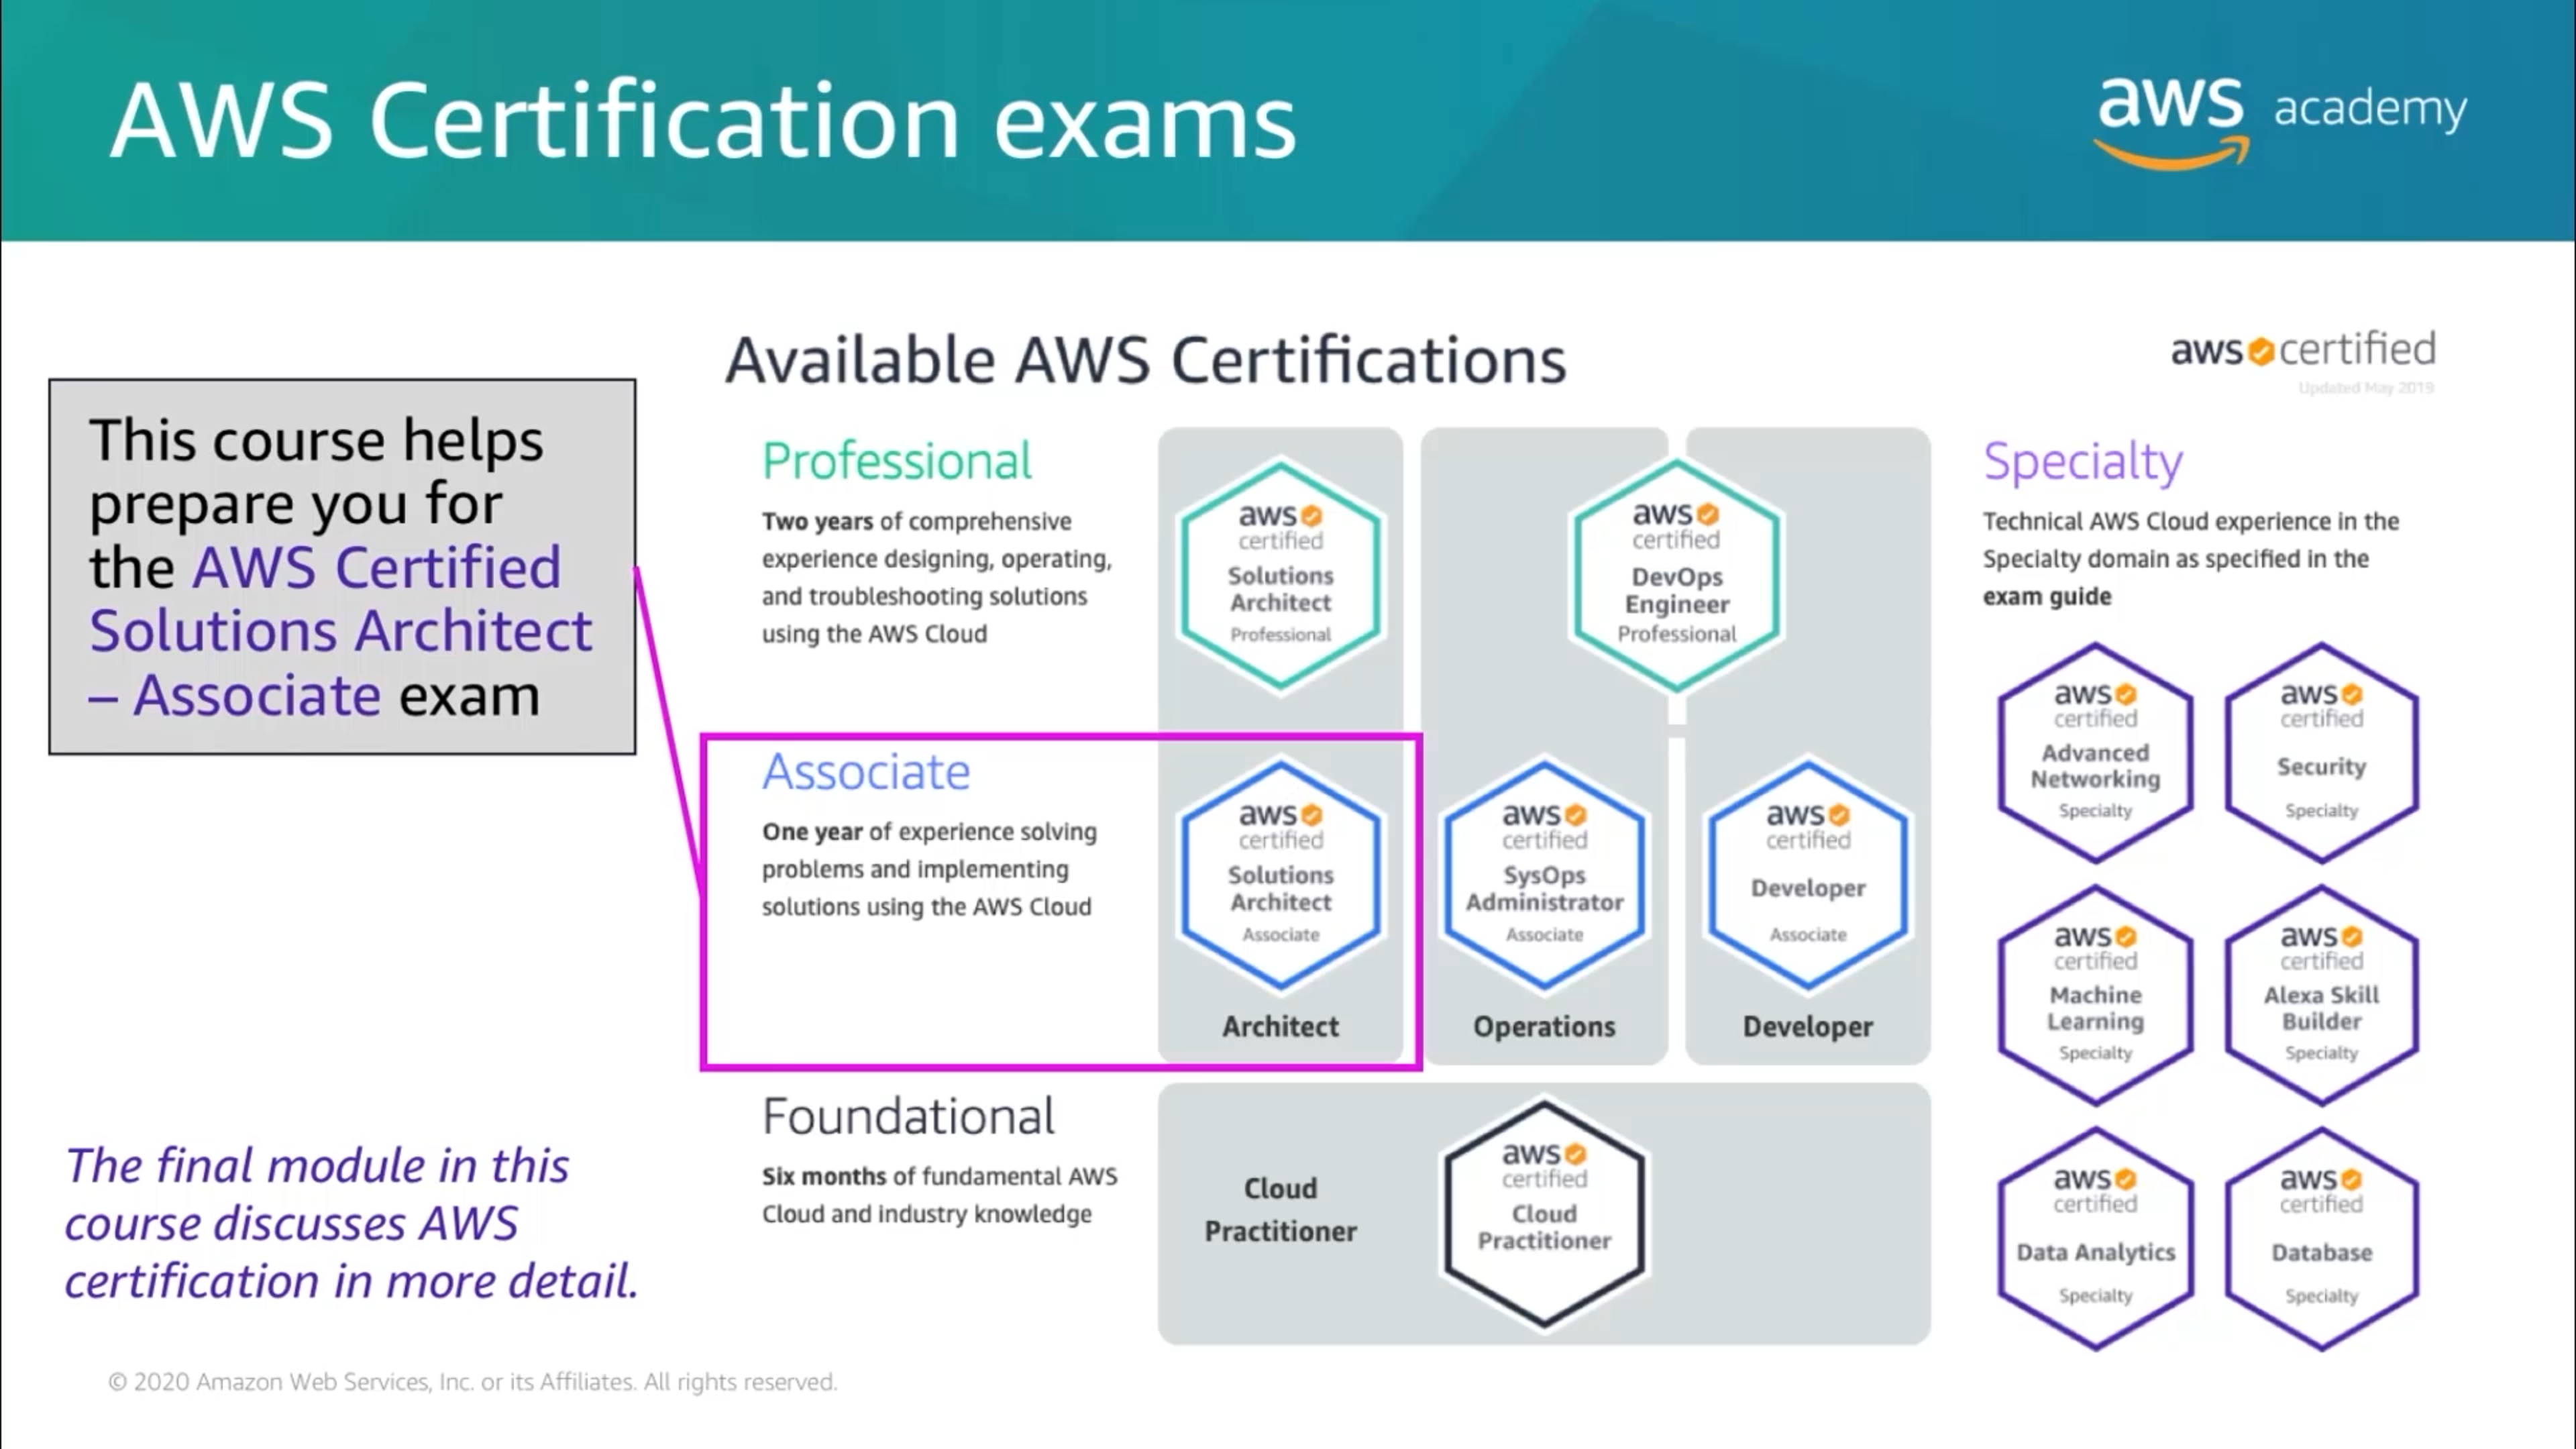 AWS Certification exams
aws academy
This course helps
prepare you for
the AWS Certified
Solutions Architect
– Associate exam
The final module in this
course discusses AWS
certification in more detail.
Available AWS Certifications
aws certified
Updated May 2019
Professional
Two years of comprehensive
experience designing, operating,
and troubleshooting solutions
using the AWS Cloud
aws
certified
Solutions
Architect
Professional
aws
certified
DevOps
Engineer
Professional
Associate
One year of experience solving
problems and implementing
solutions using the AWS Cloud
aws
certified
Solutions
Architect
Associate
Architect
aws
certified
SysOps
Administrator
Associate
Operations
aws
certified
Developer
Associate
Developer
Foundational
Six months of fundamental AWS
Cloud and industry knowledge
Cloud
Practitioner
aws
certified
Cloud
Practitioner
Specialty
Technical AWS Cloud experience in the
Specialty domain as specified in the
exam guide
aws
certified
Advanced
Networking
Specialty
aws
certified
Security
Specialty
aws
certified
Machine
Learning
Specialty
aws
certified
Alexa Skill
Builder
Specialty
aws
certified
Data Analytics
Specialty
aws
certified
Database
Specialty
© 2020 Amazon Web Services, Inc. or its Affiliates. All rights reserved.